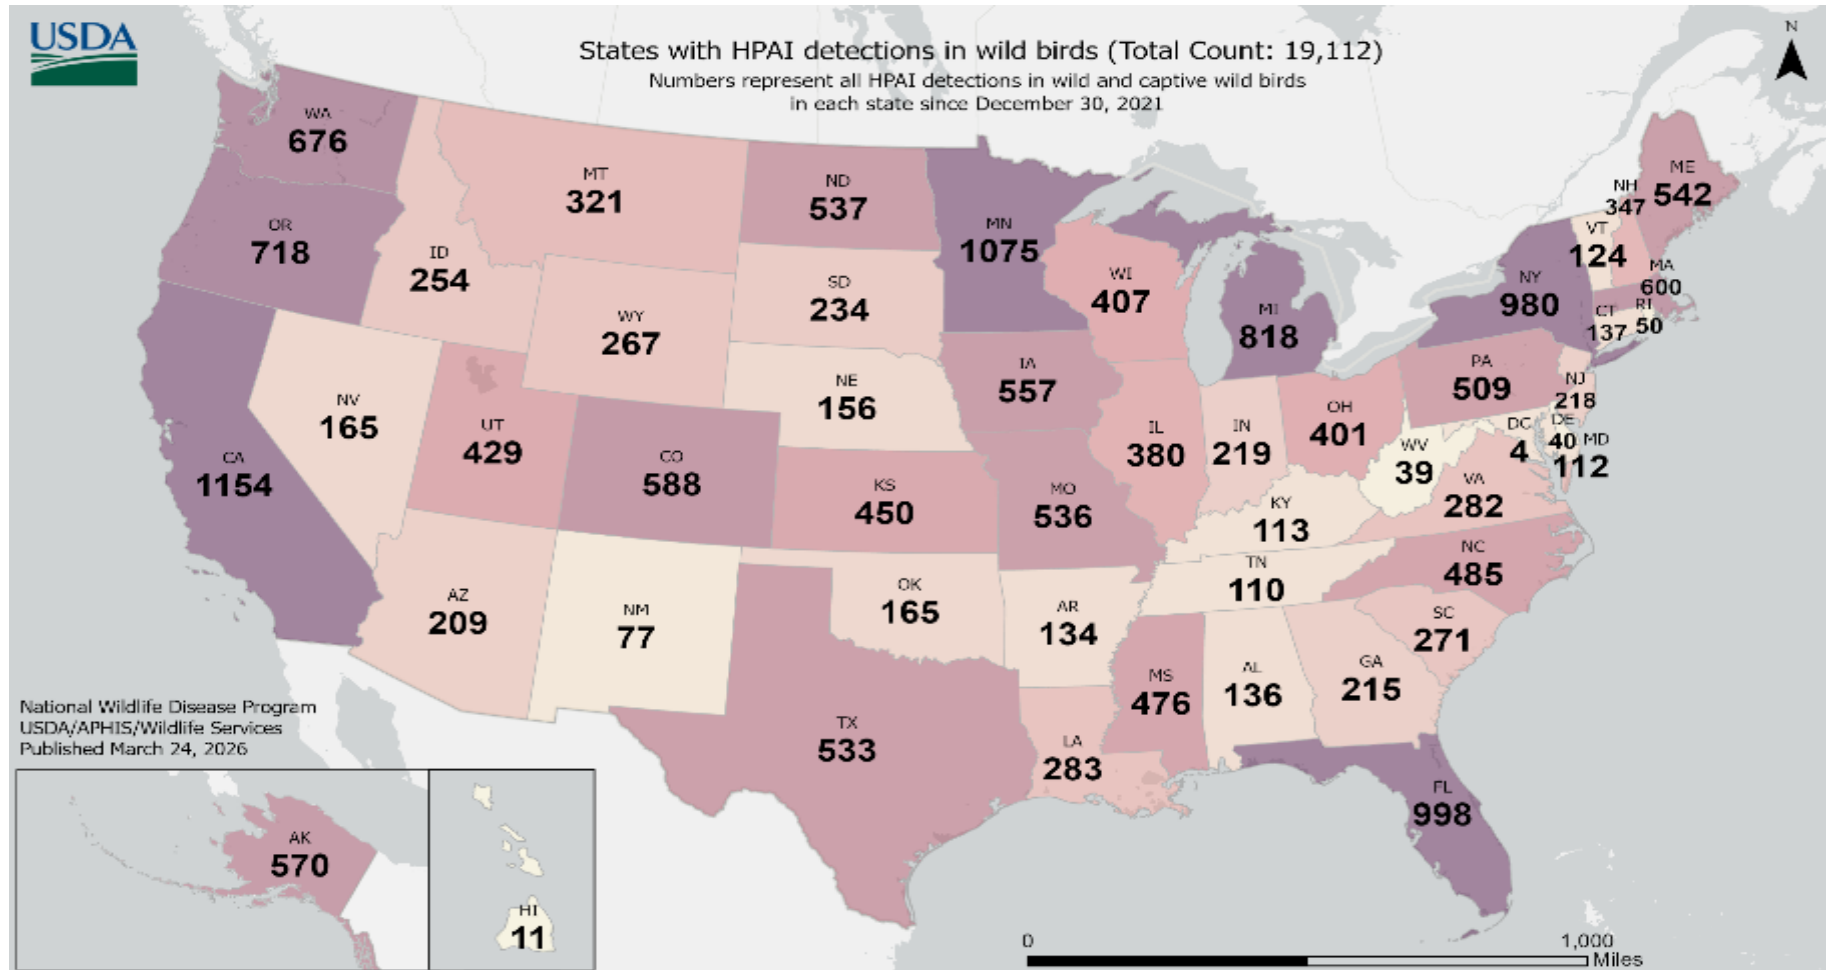 USDA
States with HPAI detections in wild birds (Total Count: 19,112)
Numbers represent all HPAI detections in wild and captive wild birds
in each state since December 30, 2021
N
WA
676
OR
718
CA
1154
ID
254
NV
165
MT
321
WY
267
UT
429
AZ
209
CO
588
NM
77
ND
537
SD
234
NE
156
KS
450
OK
165
TX
533
MN
1075
IA
557
MO
536
AR
134
LA
283
WI
407
IL
380
MS
476
MI
818
IN
219
KY
113
TN
110
AL
136
OH
401
GA
215
FL
998
SC
271
NC
485
VA
282
WV
39
DC
4
DE
40
MD
112
PA
509
NJ
218
NY
980
CT
137
RI
50
MA
600
VT
124
NH
347
ME
542
National Wildlife Disease Program
USDA/APHIS/Wildlife Services
Published March 24, 2026
AK
570
HI
11
0
1,000
Miles